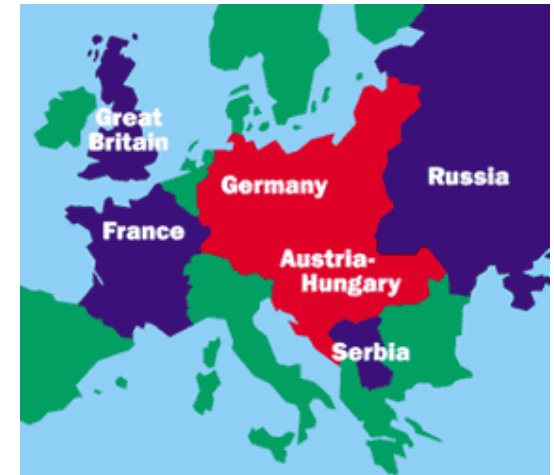 Great
Britain
Germany
Russia
France
Austria-
Hungary
Serbia